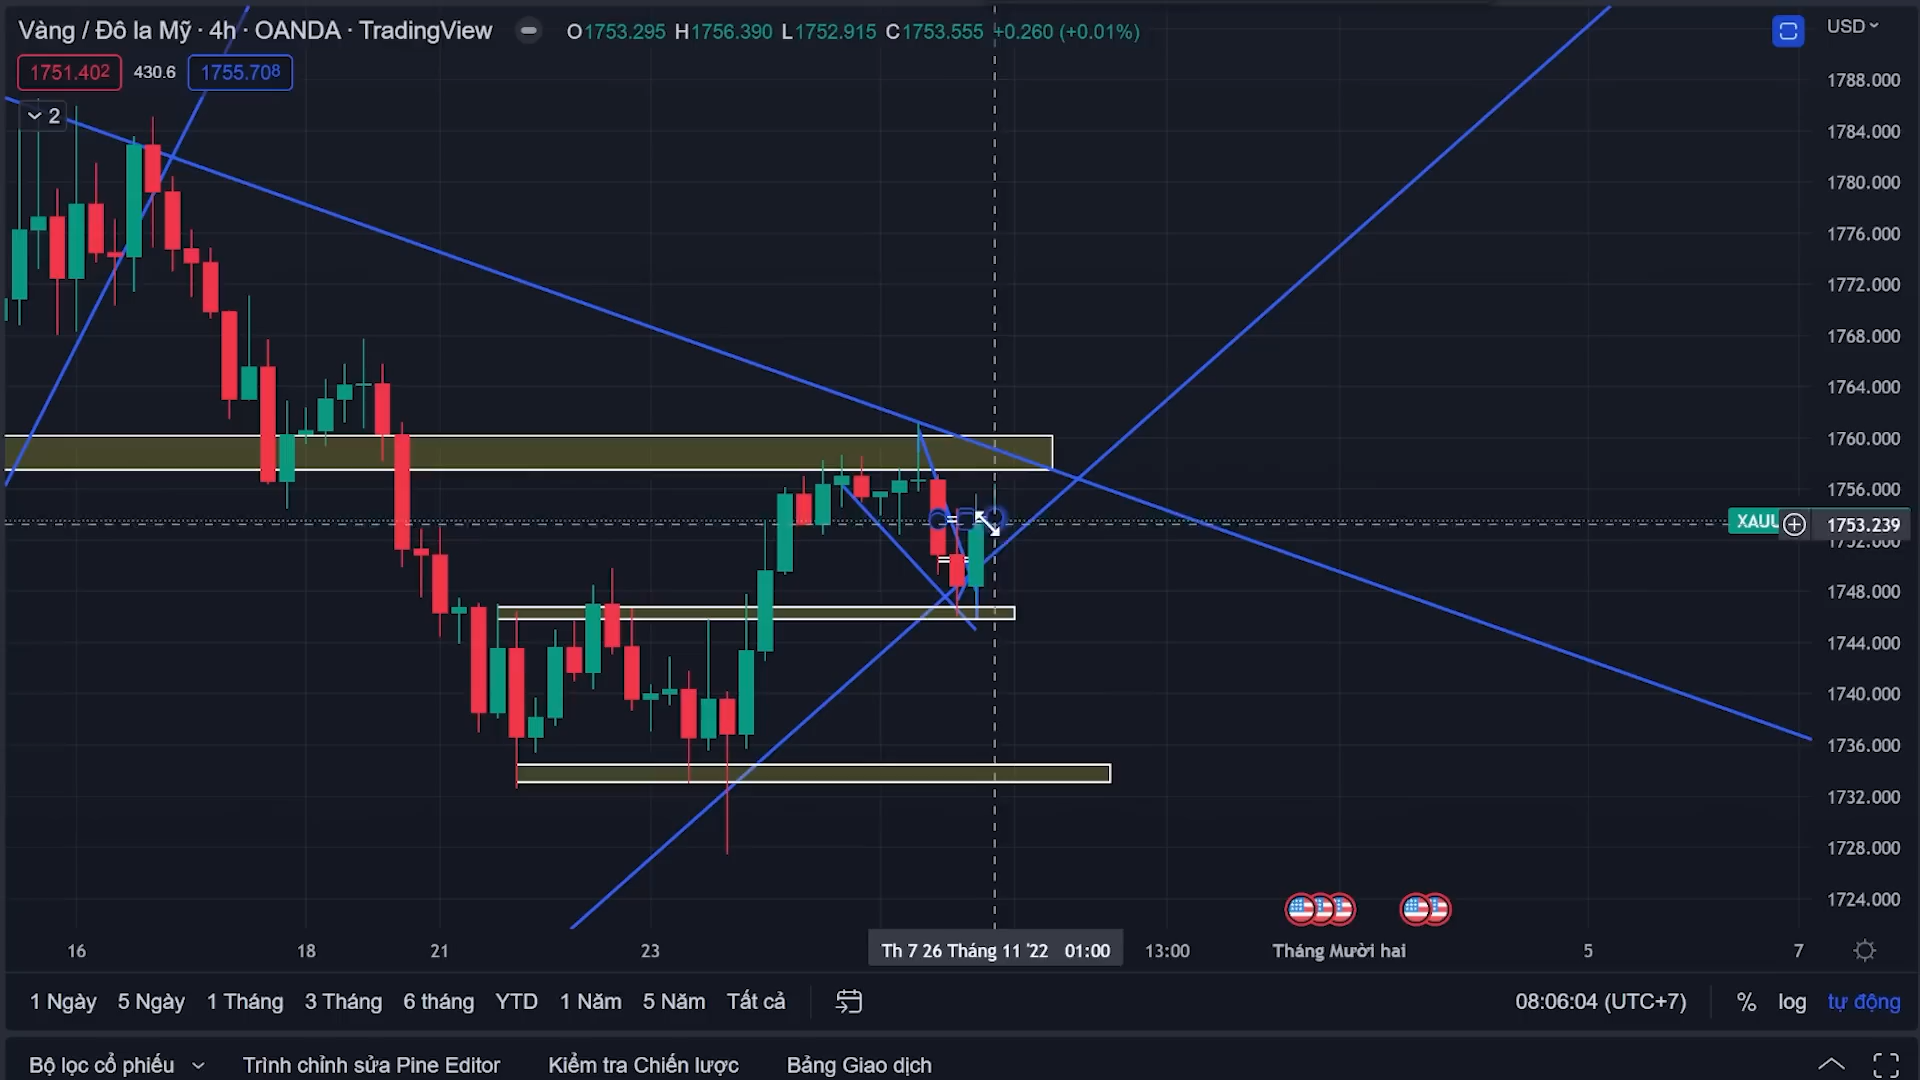 Vàng / Đô la Mỹ · 4h · OANDA · TradingView O1753.295 H1756.390 L1752.915 C1753.555 +0.260 (+0.01%)
USD
1751.402 430.6 1755.708
2
1788.000
1784.000
1780.000
1776.000
1772.000
1768.000
1764.000
1760.000
1756.000
XAUU 1753.239
1752.000
1748.000
1744.000
1740.000
1736.000
1732.000
1728.000
1724.000
16 18 21 23 Th 7 26 Tháng 11 '22 01:00 13:00 Tháng Mười hai 5 7
1 Ngày 5 Ngày 1 Tháng 3 Tháng 6 tháng YTD 1 Năm 5 Năm Tất cả 08:06:04 (UTC+7) % log tự động
Bộ lọc cổ phiếu Trình chỉnh sửa Pine Editor Kiểm tra Chiến lược Bảng Giao dịch